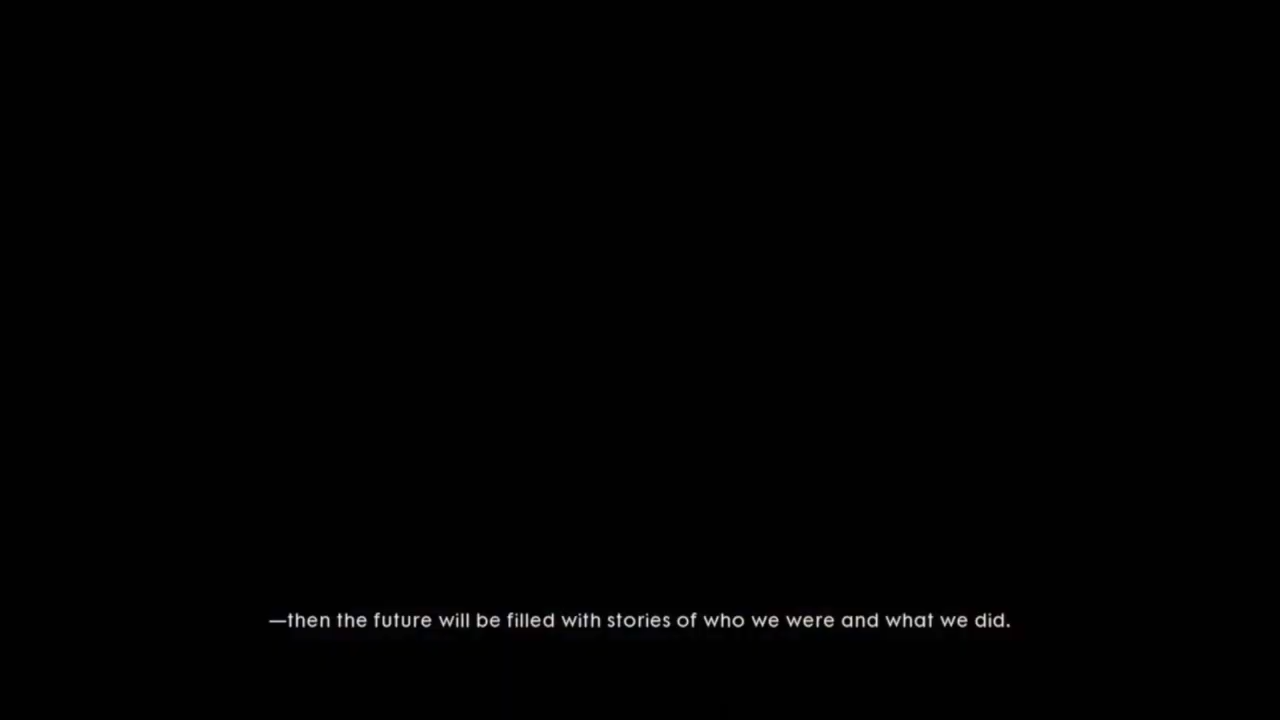 —then the future will be filled with stories of who we were and what we did.